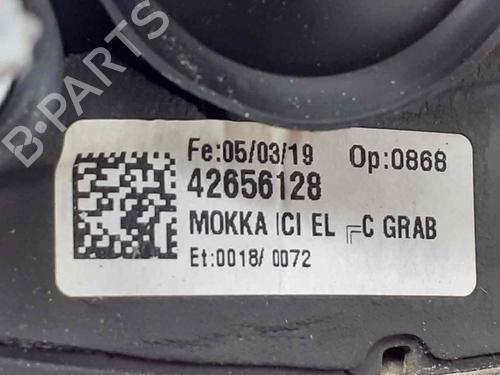 B-PARTS
Fe:05/03/19 Op:0868
42656128
MOKKA ICI EL ╔C GRAB
Et:0018/ 0072